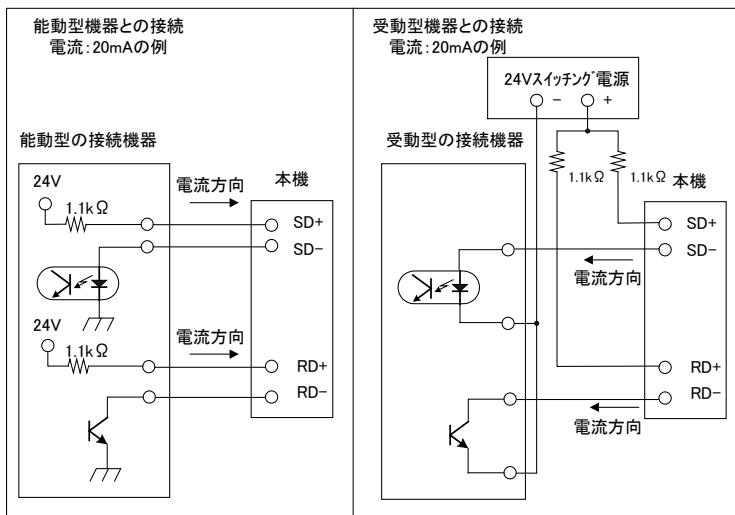 能動型機器との接続
電流：20mAの例
能動型の接続機器
24V
1.1kΩ
電流方向
本機
SD+
SD-
24V
1.1kΩ
電流方向
RD+
RD-
受動型機器との接続
電流：20mAの例
24Vスイッチング電源
- +
受動型の接続機器
1.1kΩ
1.1kΩ
本機
SD+
SD-
電流方向
RD+
RD-
電流方向